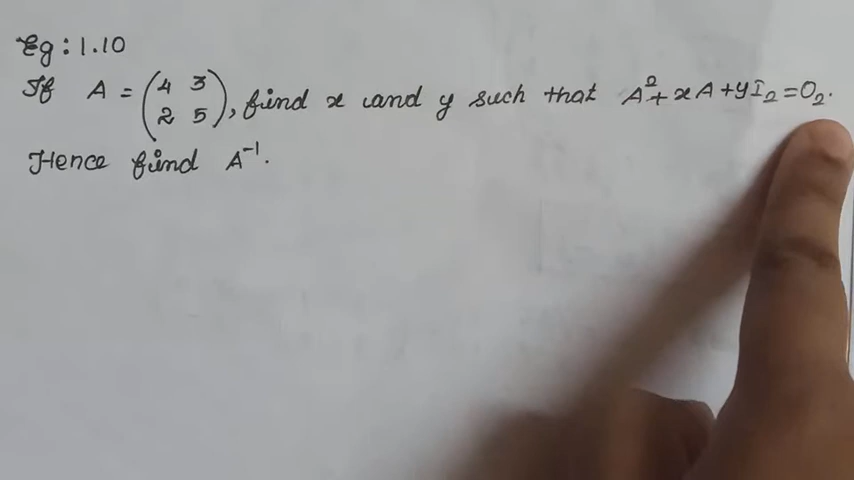 Eg : 1.10
If A = (4 3 2 5), find x and y such that A² + xA + yI₂ = O₂.
Hence find A⁻¹.